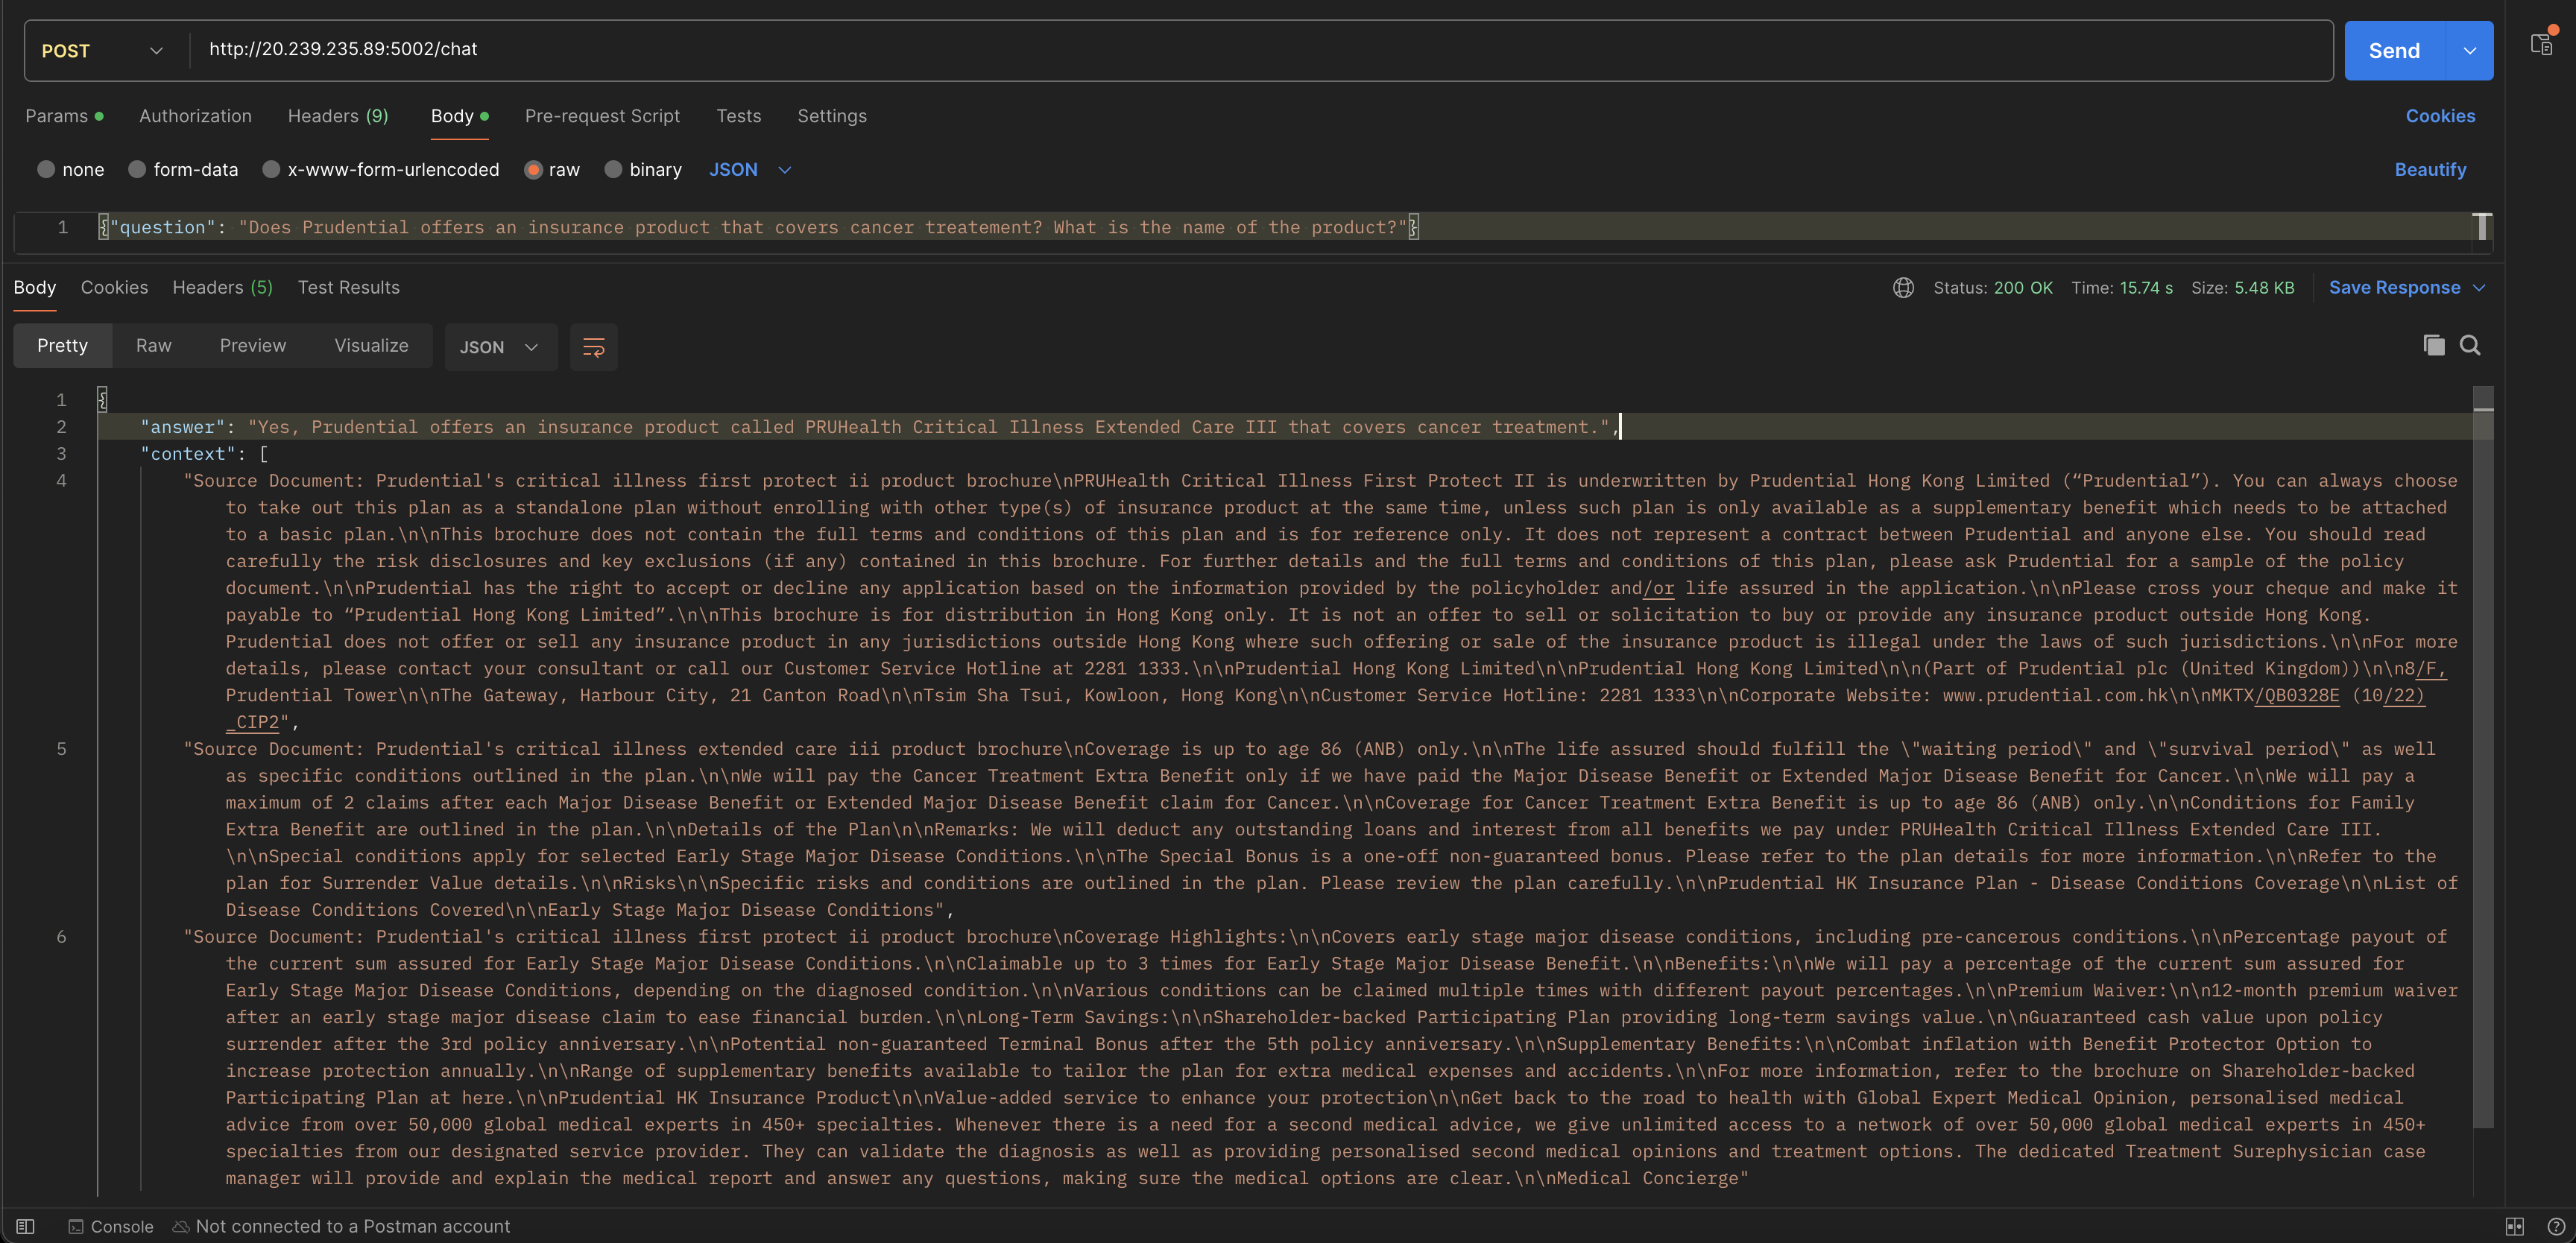 POST
http://20.239.235.89:5002/chat
Send
Params
Authorization
Headers (9)
Body
Pre-request Script
Tests
Settings
Cookies
none
form-data
x-www-form-urlencoded
raw
binary
JSON
Beautify
1
{"question": "Does Prudential offers an insurance product that covers cancer treatement? What is the name of the product?"}
Body
Cookies
Headers (5)
Test Results
Status: 200 OK
Time: 15.74 s
Size: 5.48 KB
Save Response
Pretty
Raw
Preview
Visualize
JSON
1 {
2 "answer": "Yes, Prudential offers an insurance product called PRUHealth Critical Illness Extended Care III that covers cancer treatment.",
3 "context": [
4 "Source Document: Prudential's critical illness first protect ii product brochure\nPRUHealth Critical Illness First Protect II is underwritten by Prudential Hong Kong Limited (“Prudential”). You can always choose
to take out this plan as a standalone plan without enrolling with other type(s) of insurance product at the same time, unless such plan is only available as a supplementary benefit which needs to be attached
to a basic plan.\n\nThis brochure does not contain the full terms and conditions of this plan and is for reference only. It does not represent a contract between Prudential and anyone else. You should read
carefully the risk disclosures and key exclusions (if any) contained in this brochure. For further details and the full terms and conditions of this plan, please ask Prudential for a sample of the policy
document.\n\nPrudential has the right to accept or decline any application based on the information provided by the policyholder and/or life assured in the application.\n\nPlease cross your cheque and make it
payable to “Prudential Hong Kong Limited”.\n\nThis brochure is for distribution in Hong Kong only. It is not an offer to sell or solicitation to buy or provide any insurance product outside Hong Kong.
Prudential does not offer or sell any insurance product in any jurisdictions outside Hong Kong where such offering or sale of the insurance product is illegal under the laws of such jurisdictions.\n\nFor more
details, please contact your consultant or call our Customer Service Hotline at 2281 1333.\n\nPrudential Hong Kong Limited\n\nPrudential Hong Kong Limited\n\n(Part of Prudential plc (United Kingdom))\n\n8/F,
Prudential Tower\n\nThe Gateway, Harbour City, 21 Canton Road\n\nTsim Sha Tsui, Kowloon, Hong Kong\n\nCustomer Service Hotline: 2281 1333\n\nCorporate Website: www.prudential.com.hk\n\nMKTX/QB0328E (10/22)
_CIP2",
5 "Source Document: Prudential's critical illness extended care iii product brochure\nCoverage is up to age 86 (ANB) only.\n\nThe life assured should fulfill the \"waiting period\" and \"survival period\" as well
as specific conditions outlined in the plan.\n\nWe will pay the Cancer Treatment Extra Benefit only if we have paid the Major Disease Benefit or Extended Major Disease Benefit for Cancer.\n\nWe will pay a
maximum of 2 claims after each Major Disease Benefit or Extended Major Disease Benefit claim for Cancer.\n\nCoverage for Cancer Treatment Extra Benefit is up to age 86 (ANB) only.\n\nConditions for Family
Extra Benefit are outlined in the plan.\n\nDetails of the Plan\n\nRemarks: We will deduct any outstanding loans and interest from all benefits we pay under PRUHealth Critical Illness Extended Care III.
\n\nSpecial conditions apply for selected Early Stage Major Disease Conditions.\n\nThe Special Bonus is a one-off non-guaranteed bonus. Please refer to the plan details for more information.\n\nRefer to the
plan for Surrender Value details.\n\nRisks\n\nSpecific risks and conditions are outlined in the plan. Please review the plan carefully.\n\nPrudential HK Insurance Plan - Disease Conditions Coverage\n\nList of
Disease Conditions Covered\n\nEarly Stage Major Disease Conditions",
6 "Source Document: Prudential's critical illness first protect ii product brochure\nCoverage Highlights:\n\nCovers early stage major disease conditions, including pre-cancerous conditions.\n\nPercentage payout of
the current sum assured for Early Stage Major Disease Conditions.\n\nClaimable up to 3 times for Early Stage Major Disease Benefit.\n\nBenefits:\n\nWe will pay a percentage of the current sum assured for
Early Stage Major Disease Conditions, depending on the diagnosed condition.\n\nVarious conditions can be claimed multiple times with different payout percentages.\n\nPremium Waiver:\n\n12-month premium waiver
after an early stage major disease claim to ease financial burden.\n\nLong-Term Savings:\n\nShareholder-backed Participating Plan providing long-term savings value.\n\nGuaranteed cash value upon policy
surrender after the 3rd policy anniversary.\n\nPotential non-guaranteed Terminal Bonus after the 5th policy anniversary.\n\nSupplementary Benefits:\n\nCombat inflation with Benefit Protector Option to
increase protection annually.\n\nRange of supplementary benefits available to tailor the plan for extra medical expenses and accidents.\n\nFor more information, refer to the brochure on Shareholder-backed
Participating Plan at here.\n\nPrudential HK Insurance Product\n\nValue-added service to enhance your protection\n\nGet back to the road to health with Global Expert Medical Opinion, personalised medical
advice from over 50,000 global medical experts in 450+ specialties. Whenever there is a need for a second medical advice, we give unlimited access to a network of over 50,000 global medical experts in 450+
specialties from our designated service provider. They can validate the diagnosis as well as providing personalised second medical opinions and treatment options. The dedicated Treatment Surephysician case
manager will provide and explain the medical report and answer any questions, making sure the medical options are clear.\n\nMedical Concierge"
Console
Not connected to a Postman account